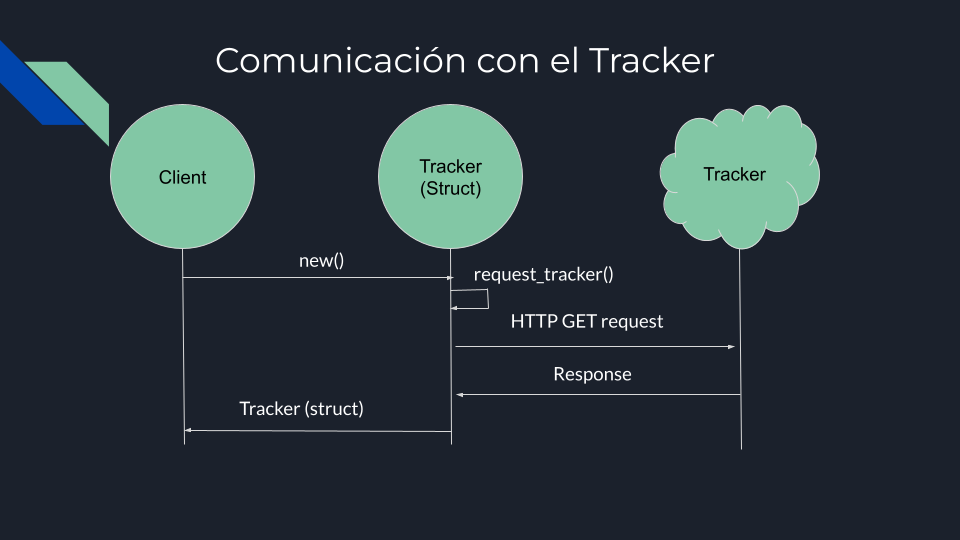 Comunicación con el Tracker
Client
Tracker
(Struct)
Tracker
new()
request_tracker()
HTTP GET request
Response
Tracker (struct)